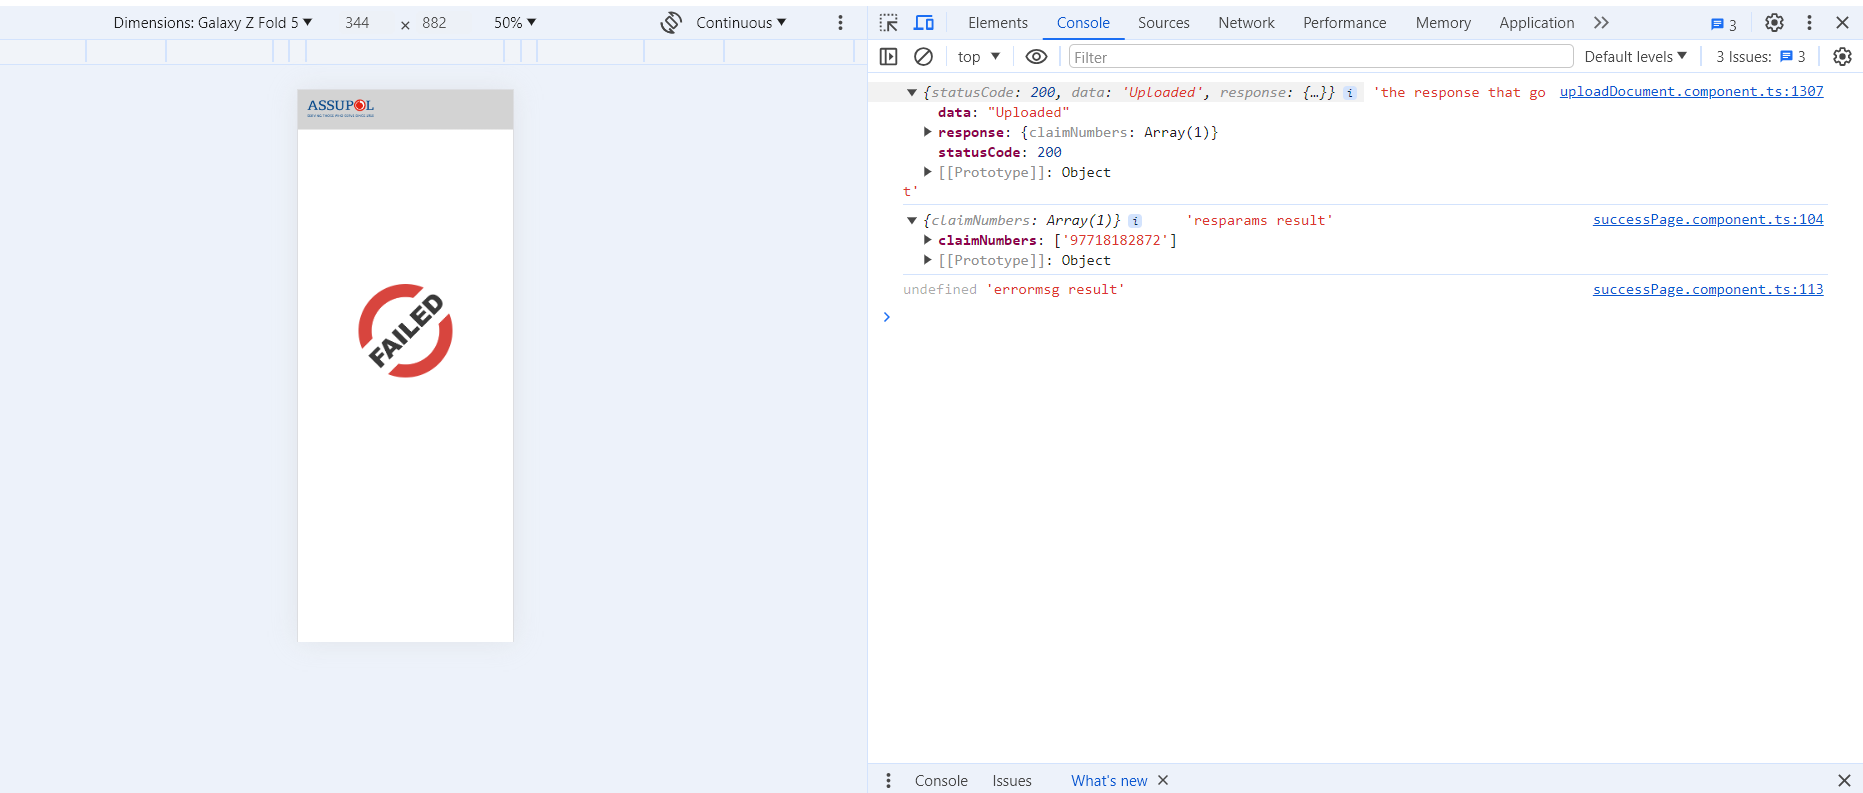 Dimensions: Galaxy Z Fold 5 ▼ 344 × 882 50% ▼ Continuous ▼
Elements Console Sources Network Performance Memory Application 3
top ▼ Filter Default levels ▼ 3 Issues: 3
ASSUPOL
FAILED
▼ {statusCode: 200, data: 'Uploaded', response: {…}} i 'the response that go uploadDocument.component.ts:1307
data: "Uploaded"
▶ response: {claimNumbers: Array(1)}
statusCode: 200
▶ [[Prototype]]: Object
t'
▼ {claimNumbers: Array(1)} i 'resparams result' successPage.component.ts:104
▶ claimNumbers: ['97718182872']
▶ [[Prototype]]: Object
undefined 'errormsg result' successPage.component.ts:113
Console Issues What's new